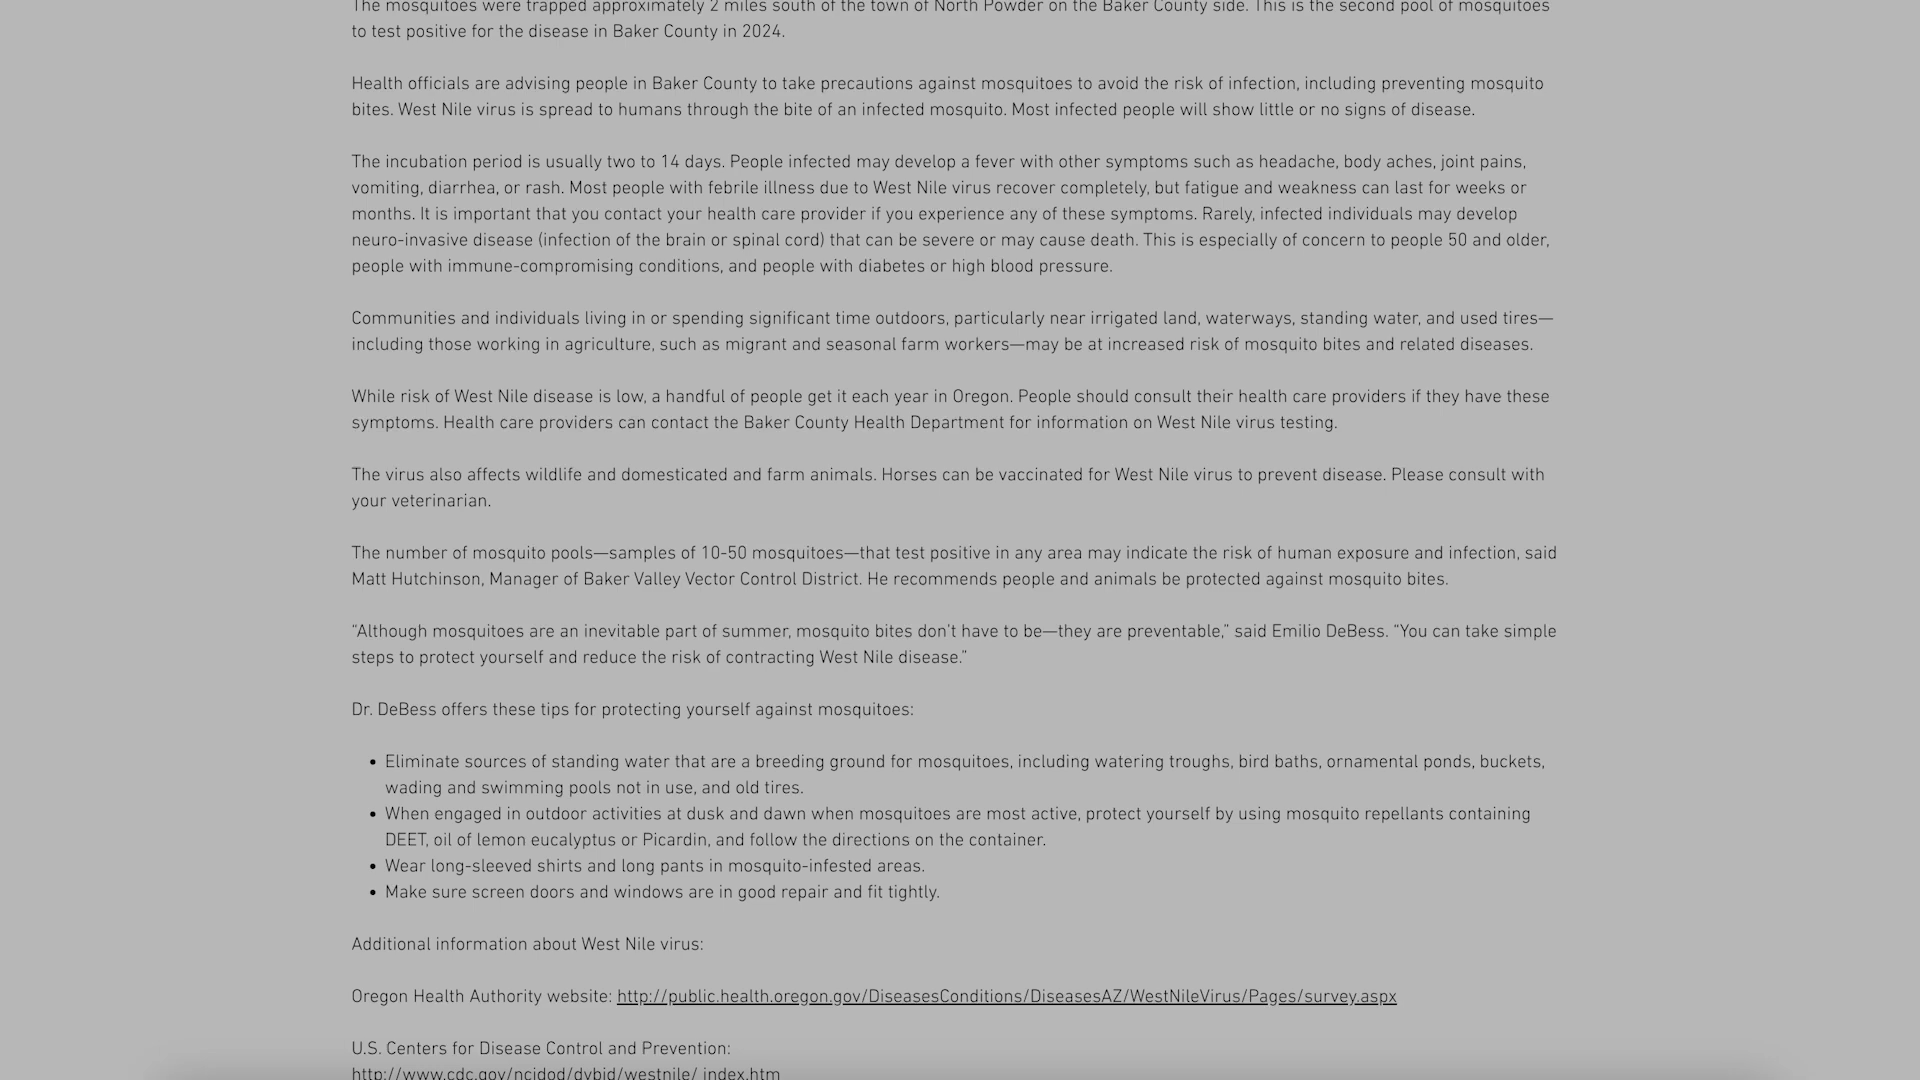 The mosquitoes were trapped approximately 2 miles south of the town of North Powder on the Baker County side. This is the second pool of mosquitoes
to test positive for the disease in Baker County in 2024.
Health officials are advising people in Baker County to take precautions against mosquitoes to avoid the risk of infection, including preventing mosquito
bites. West Nile virus is spread to humans through the bite of an infected mosquito. Most infected people will show little or no signs of disease.
The incubation period is usually two to 14 days. People infected may develop a fever with other symptoms such as headache, body aches, joint pains,
vomiting, diarrhea, or rash. Most people with febrile illness due to West Nile virus recover completely, but fatigue and weakness can last for weeks or
months. It is important that you contact your health care provider if you experience any of these symptoms. Rarely, infected individuals may develop
neuro-invasive disease (infection of the brain or spinal cord) that can be severe or may cause death. This is especially of concern to people 50 and older,
people with immune-compromising conditions, and people with diabetes or high blood pressure.
Communities and individuals living in or spending significant time outdoors, particularly near irrigated land, waterways, standing water, and used tires—
including those working in agriculture, such as migrant and seasonal farm workers—may be at increased risk of mosquito bites and related diseases.
While risk of West Nile disease is low, a handful of people get it each year in Oregon. People should consult their health care providers if they have these
symptoms. Health care providers can contact the Baker County Health Department for information on West Nile virus testing.
The virus also affects wildlife and domesticated and farm animals. Horses can be vaccinated for West Nile virus to prevent disease. Please consult with
your veterinarian.
The number of mosquito pools—samples of 10-50 mosquitoes—that test positive in any area may indicate the risk of human exposure and infection, said
Matt Hutchinson, Manager of Baker Valley Vector Control District. He recommends people and animals be protected against mosquito bites.
“Although mosquitoes are an inevitable part of summer, mosquito bites don't have to be—they are preventable,” said Emilio DeBess. “You can take simple
steps to protect yourself and reduce the risk of contracting West Nile disease.”
Dr. DeBess offers these tips for protecting yourself against mosquitoes:
• Eliminate sources of standing water that are a breeding ground for mosquitoes, including watering troughs, bird baths, ornamental ponds, buckets,
wading and swimming pools not in use, and old tires.
• When engaged in outdoor activities at dusk and dawn when mosquitoes are most active, protect yourself by using mosquito repellants containing
DEET, oil of lemon eucalyptus or Picardin, and follow the directions on the container.
• Wear long-sleeved shirts and long pants in mosquito-infested areas.
• Make sure screen doors and windows are in good repair and fit tightly.
Additional information about West Nile virus:
Oregon Health Authority website: http://public.health.oregon.gov/DiseasesConditions/DiseasesAZ/WestNileVirus/Pages/survey.aspx
U.S. Centers for Disease Control and Prevention:
http://www.cdc.gov/ncidod/dvbid/westnile/ index.htm